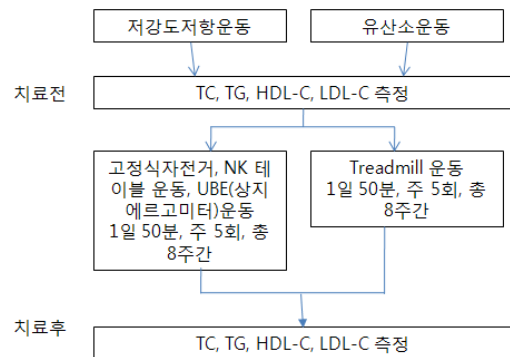 저강도저항운동
유산소운동
치료전
TC, TG, HDL-C, LDL-C 측정
고정식자전거, NK 테
이블 운동, UBE(상지
에르고미터)운동
1일 50분, 주 5회, 총
8주간
Treadmill 운동
1일 50분, 주 5회, 총
8주간
치료후
TC, TG, HDL-C, LDL-C 측정